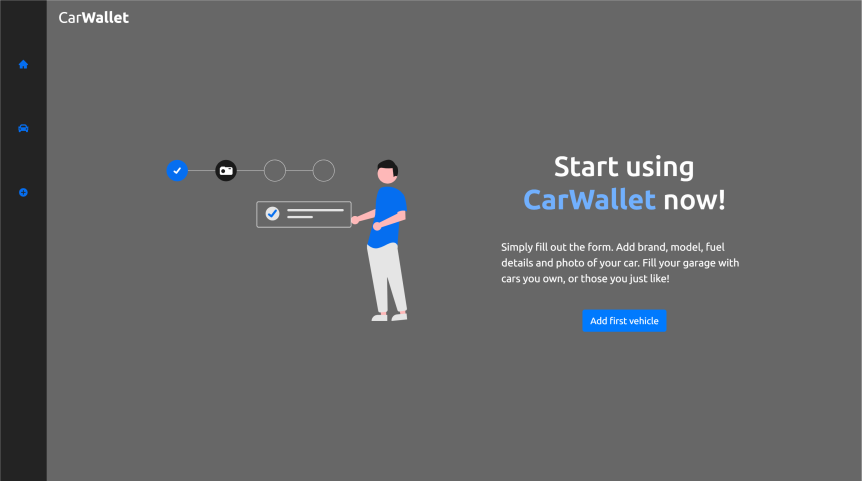 CarWallet
Start using
CarWallet now!
Simply fill out the form. Add brand, model, fuel
details and photo of your car. Fill your garage with
cars you own, or those you just like!
Add first vehicle